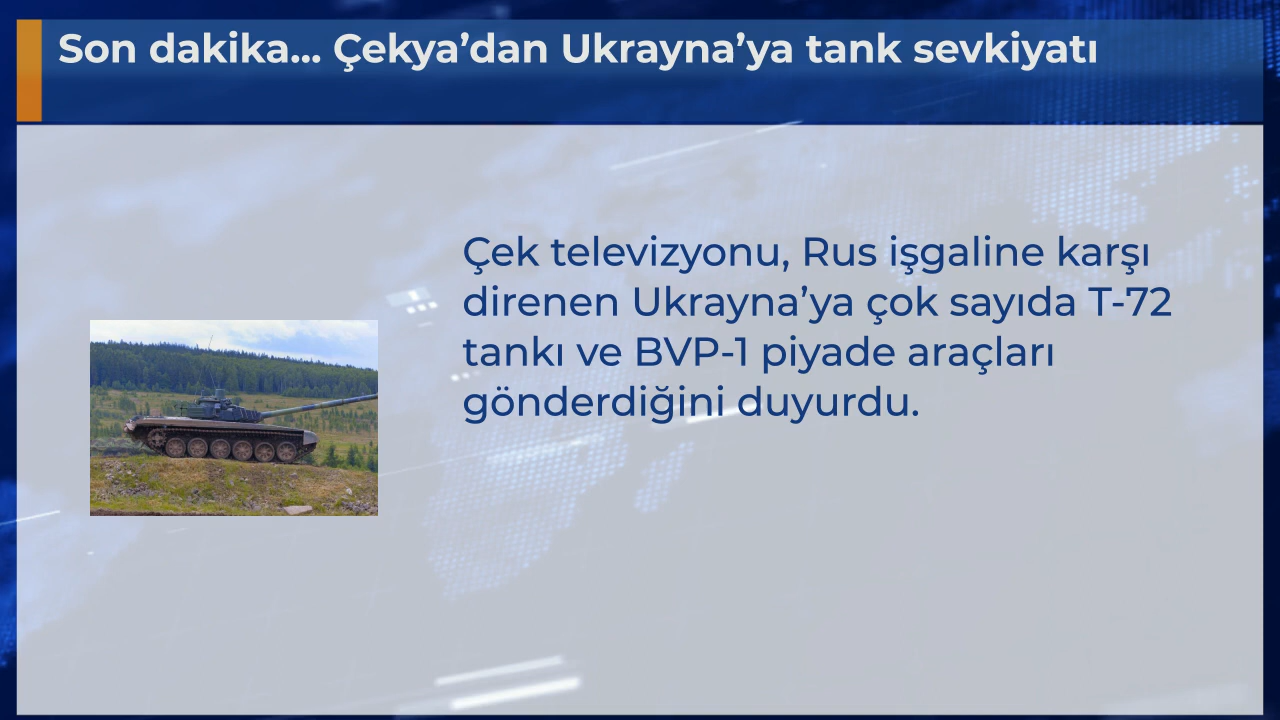 Son dakika... Çekya’dan Ukrayna’ya tank sevkiyatı
Çek televizyonu, Rus işgaline karşı
direnen Ukrayna’ya çok sayıda T-72
tankı ve BVP-1 piyade araçları
gönderdiğini duyurdu.